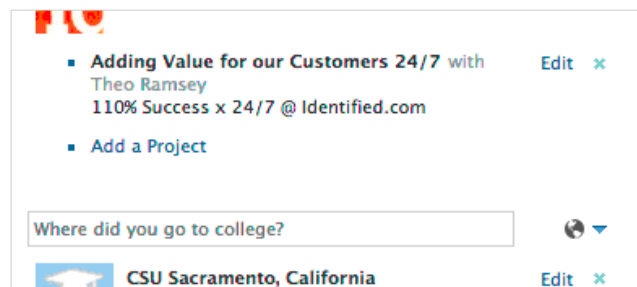 Adding Value for our Customers 24/7 with Edit ×
Theo Ramsey
110% Success x 24/7 @ Identified.com
Add a Project
Where did you go to college?
CSU Sacramento, California Edit ×